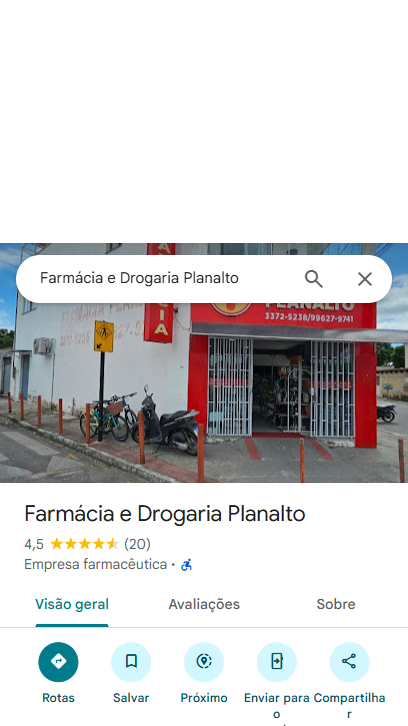 Farmácia e Drogaria Planalto
PLANALTO
3372-5238/99627-9741
Farmácia e Drogaria Planalto
4,5 (20)
Empresa farmacêutica •
Visão geral Avaliações Sobre
Rotas Salvar Próximo Enviar para o Compartilhar